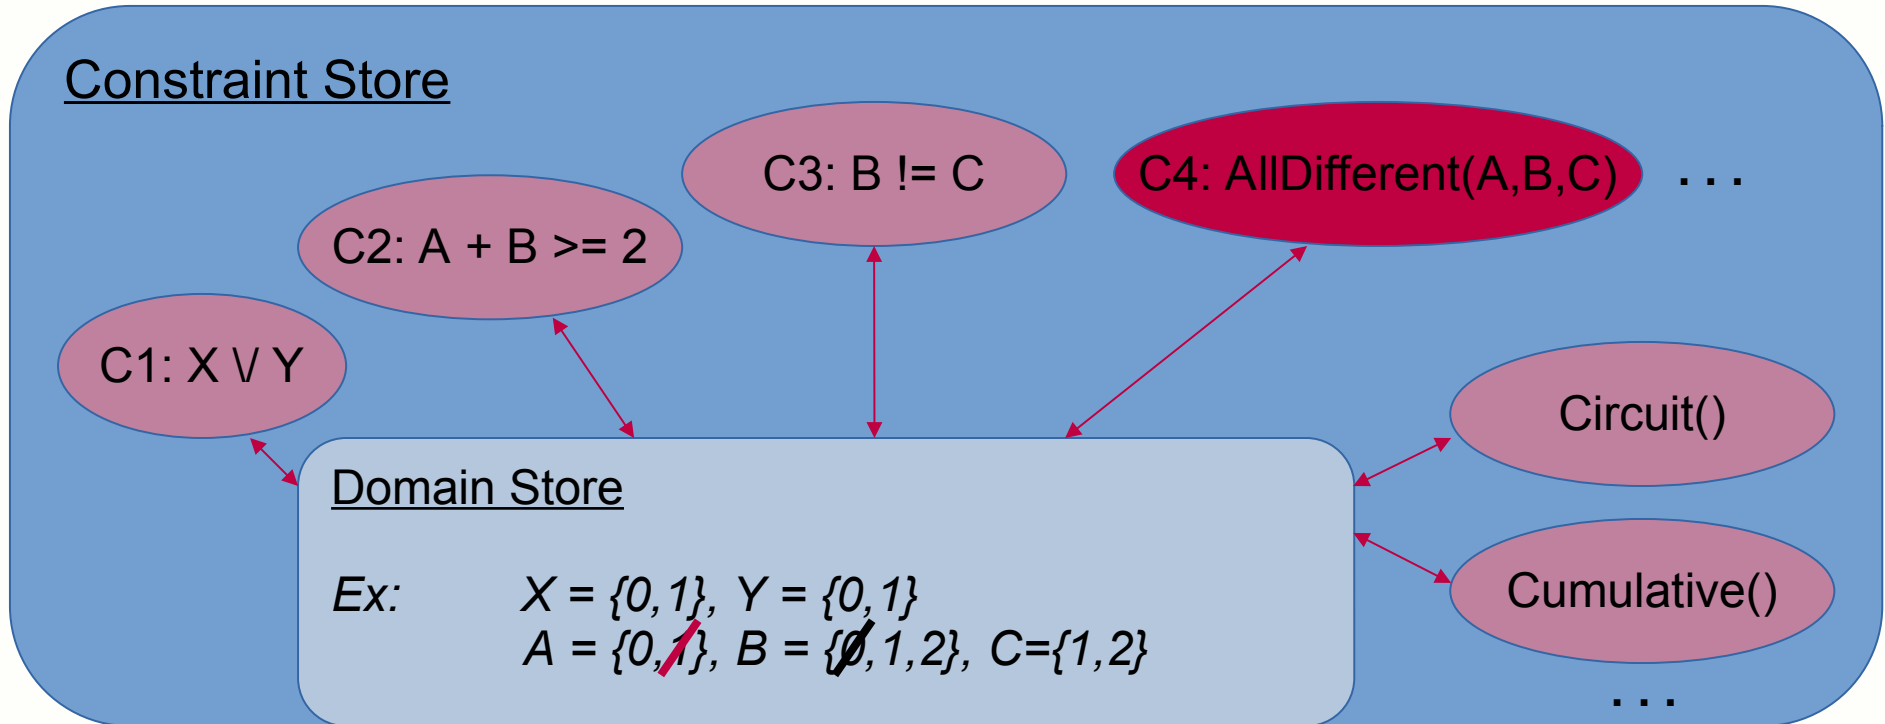 Constraint Store
C3: B != C
C4: AllDifferent(A,B,C)
. . .
C2: A + B >= 2
C1: X \/ Y
Circuit()
Domain Store
Cumulative()
Ex: X = {0,1}, Y = {0,1}
A = {0,1}, B = {0,1,2}, C={1,2}
. . .